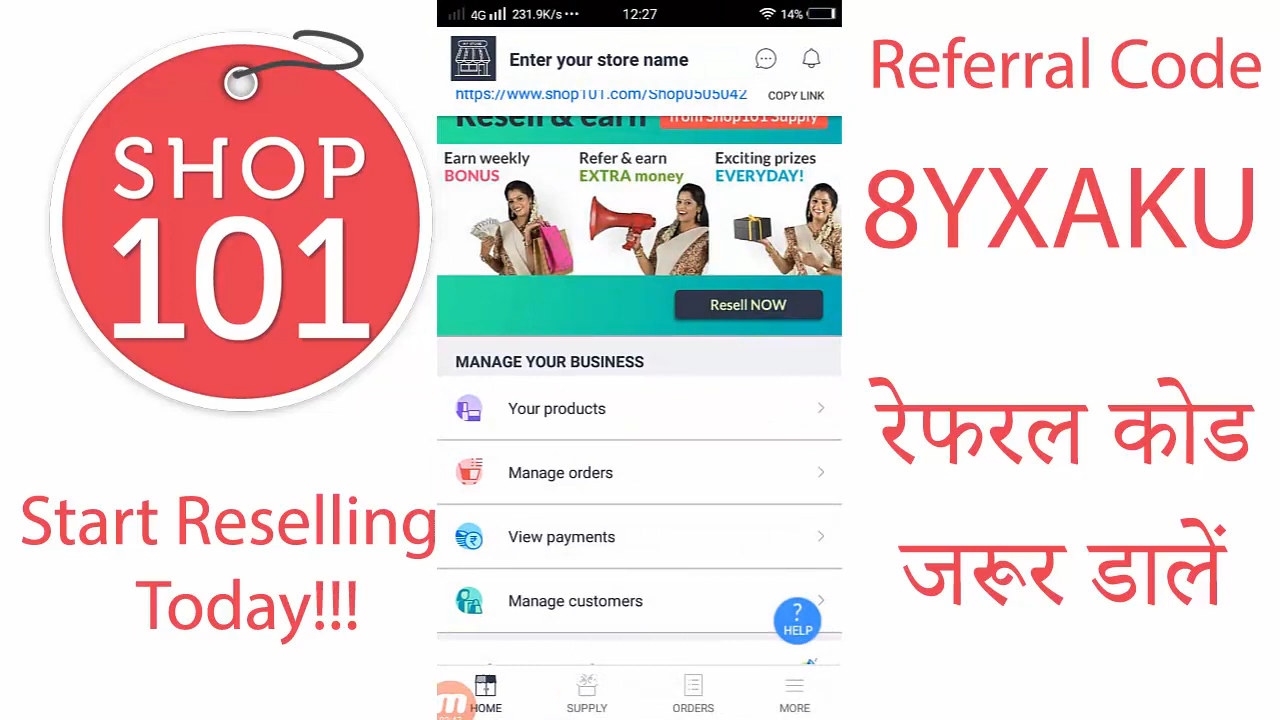 SHOP
101
Start Reselling
Today!!!
4G 231.9K/s 12:27 14%
Enter your store name
https://www.shop101.com/Shop0505042 COPY LINK
Resell & earn from Shop101 Supply
Earn weekly
BONUS
Refer & earn
EXTRA money
Exciting prizes
EVERYDAY!
Resell NOW
MANAGE YOUR BUSINESS
Your products
Manage orders
View payments
Manage customers
?
HELP
HOME SUPPLY ORDERS MORE
Referral Code
8YXAKU
रेफरल कोड
जरूर डालें